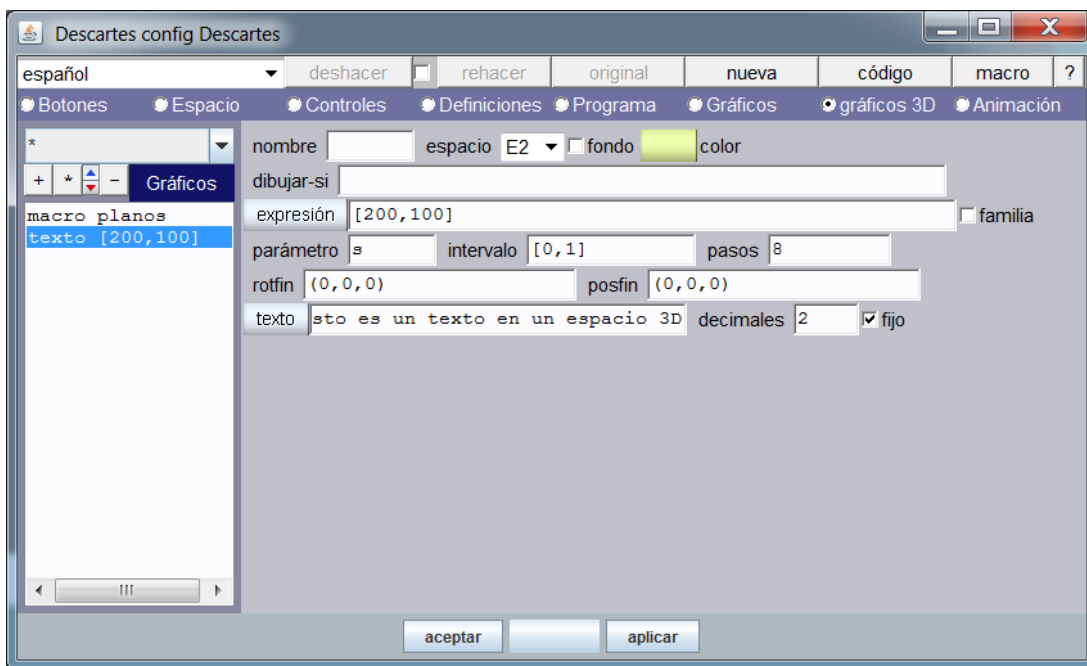 Descartes config Descartes
español deshacer rehacer original nueva código macro ?
Botones Espacio Controles Definiciones Programa Gráficos gráficos 3D Animación
* nombre espacio E2 fondo color
+ * - Gráficos dibujar-si
macro planos expresión [200,100] familia
texto [200,100] parámetro s intervalo [0,1] pasos 8
rotfin (0,0,0) posfin (0,0,0)
texto sto es un texto en un espacio 3D decimales 2 fijo
aceptar aplicar